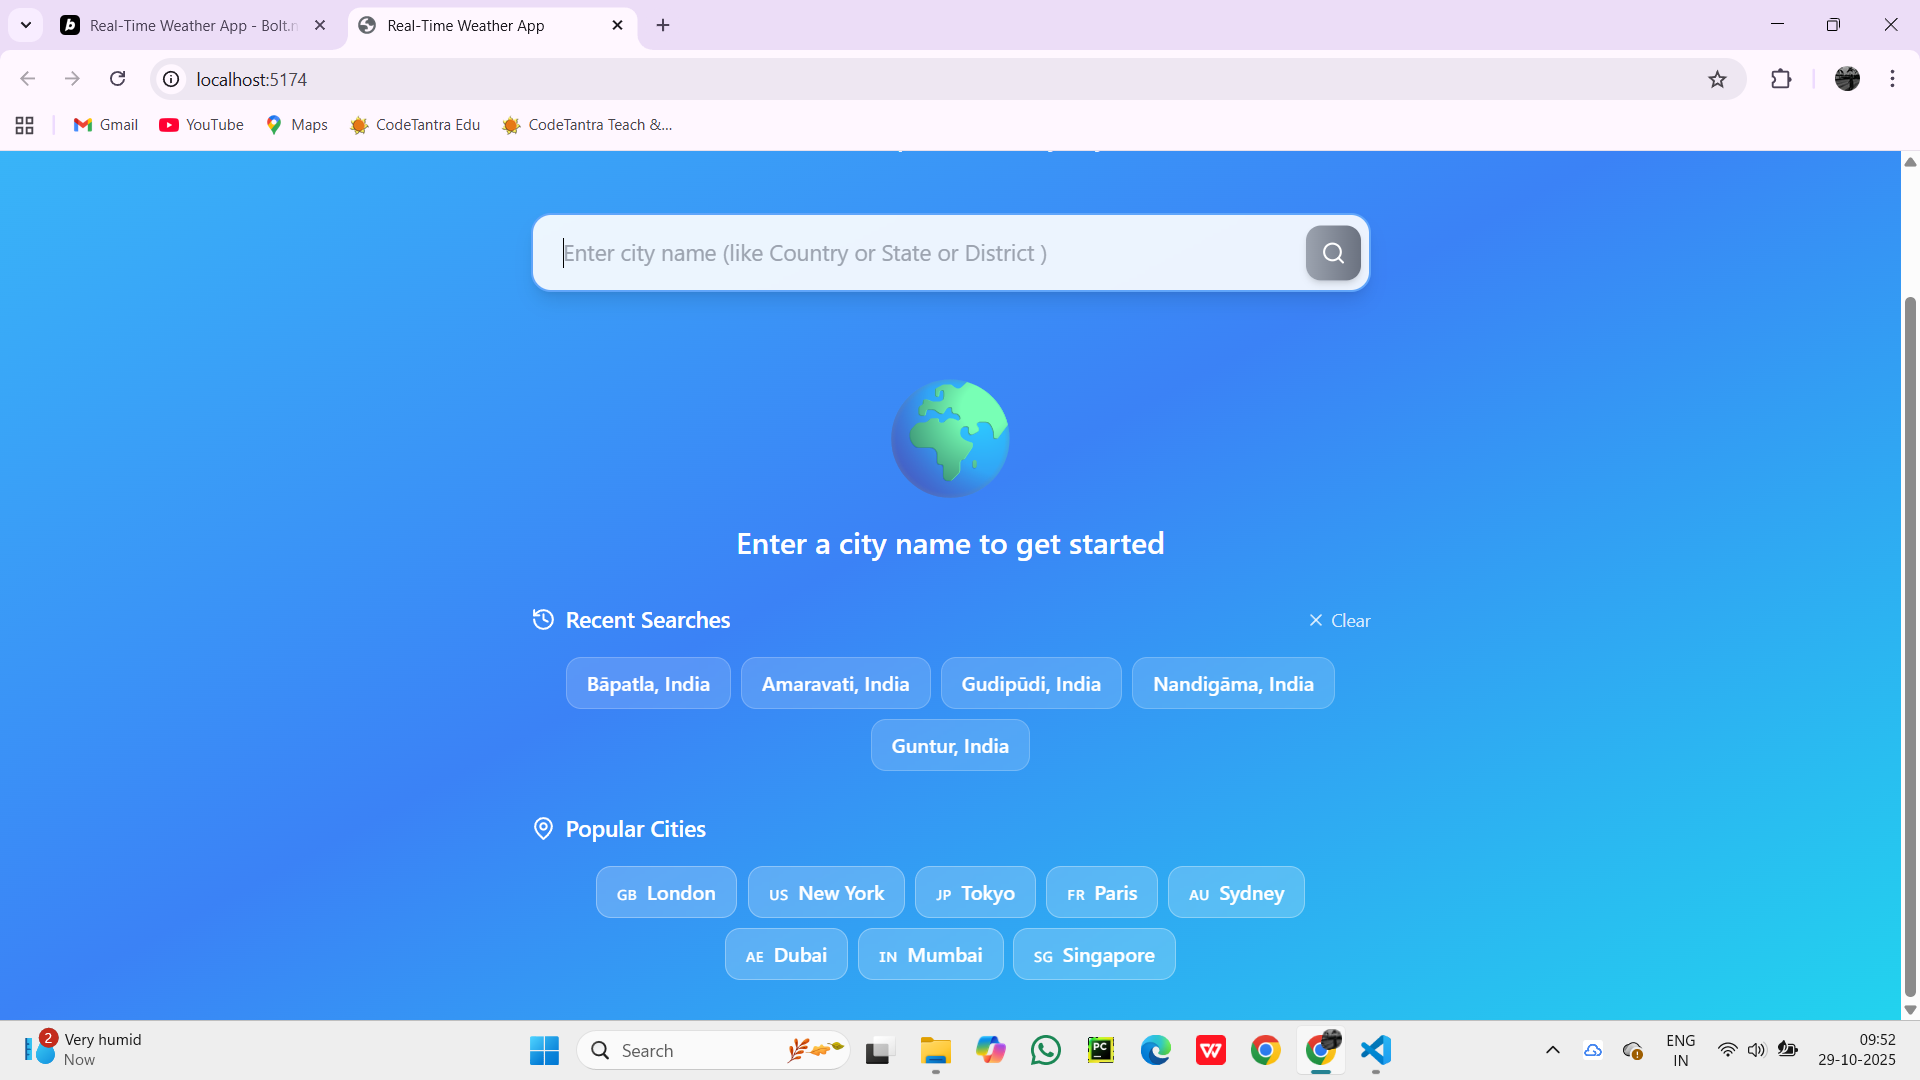 Real-Time Weather App - Bolt.n
Real-Time Weather App
localhost:5174
Gmail
YouTube
Maps
CodeTantra Edu
CodeTantra Teach &...
Enter city name (like Country or State or District )
Enter a city name to get started
Recent Searches
Clear
Bāpatla, India
Amaravati, India
Gudipūdi, India
Nandigāma, India
Guntur, India
Popular Cities
GB London
US New York
JP Tokyo
FR Paris
AU Sydney
AE Dubai
IN Mumbai
SG Singapore
2
Very humid
Now
Search
PC
W
ENG
IN
09:52
29-10-2025